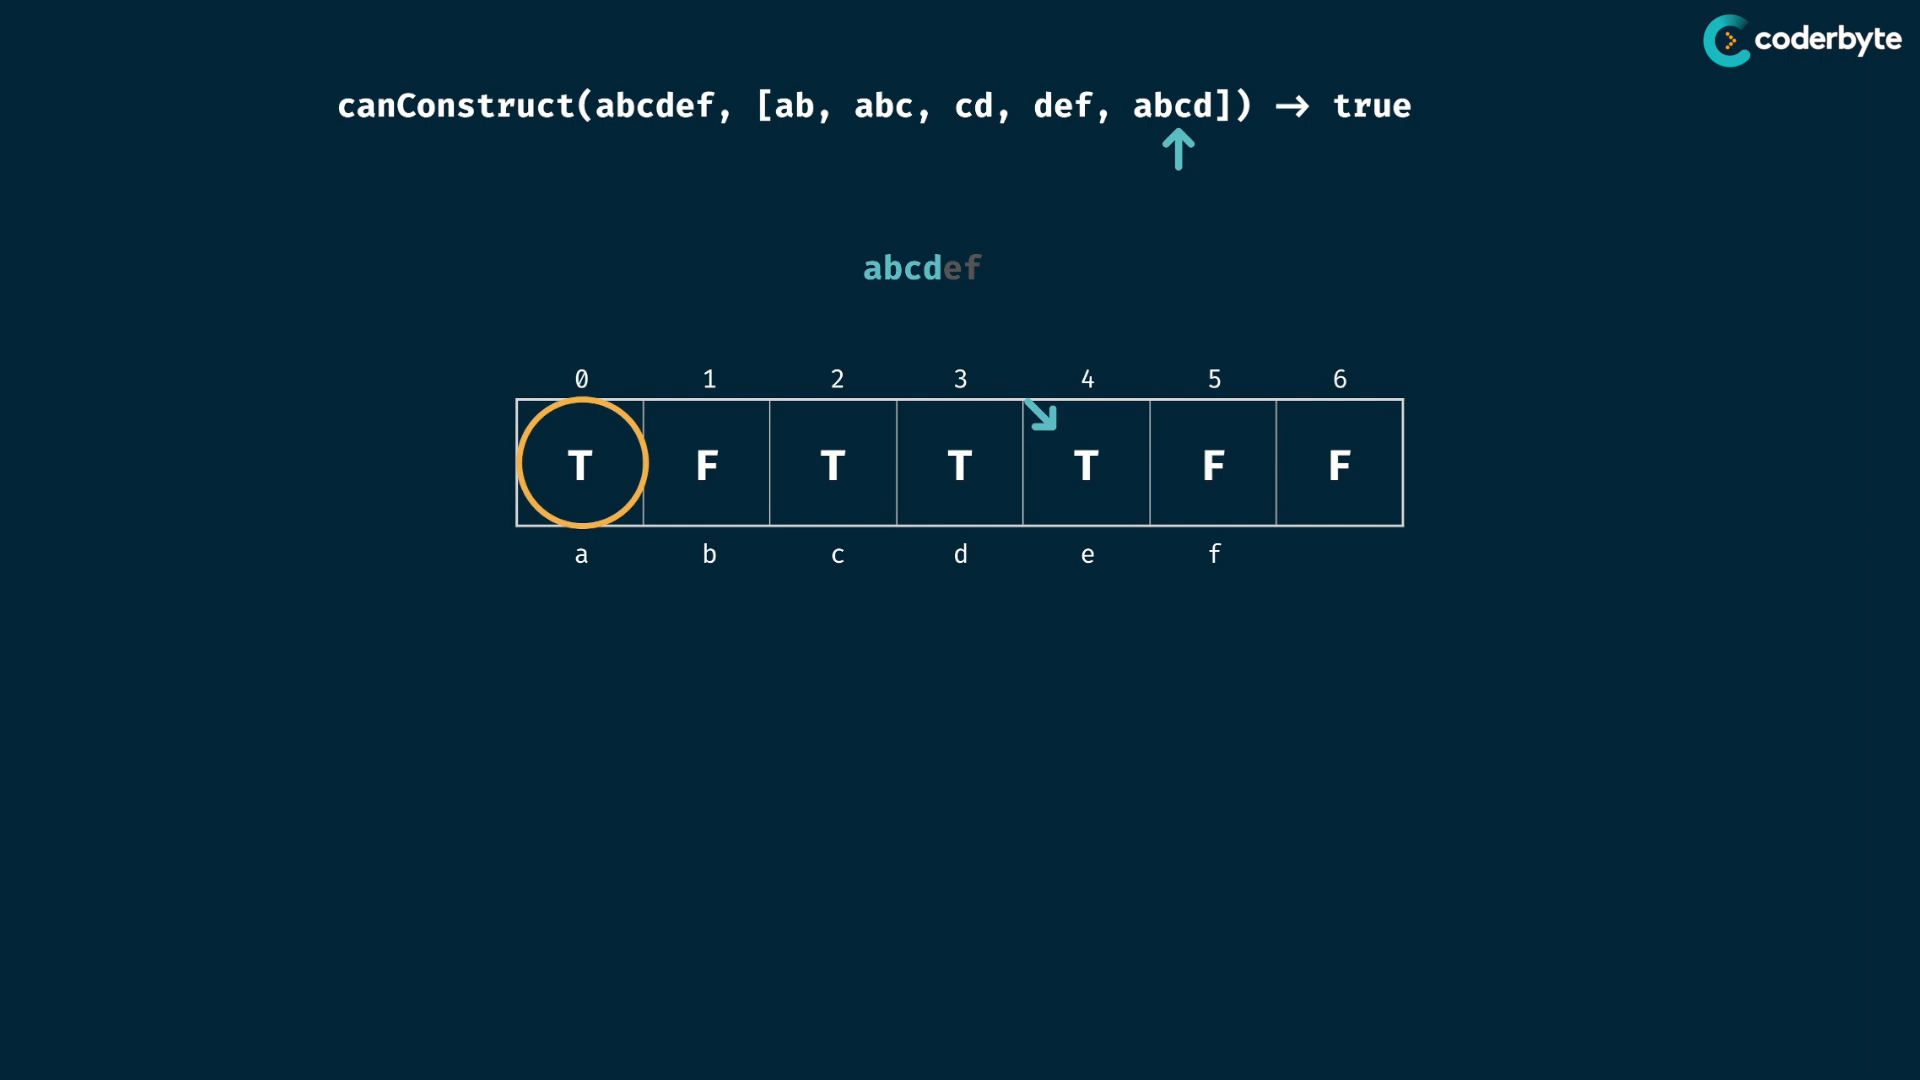 coderbyte
canConstruct(abcdef, [ab, abc, cd, def, abcd]) → true
abcdef
0 1 2 3 4 5 6
T F T T T F F
a b c d e f